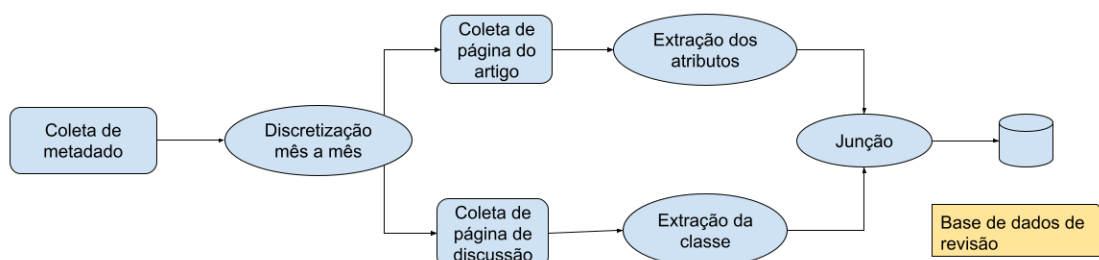 Coleta de
metadado
Discretização
mês a mês
Coleta de
página do
artigo
Extração dos
atributos
Coleta de
página de
discussão
Extração da
classe
Junção
Base de dados de
revisão